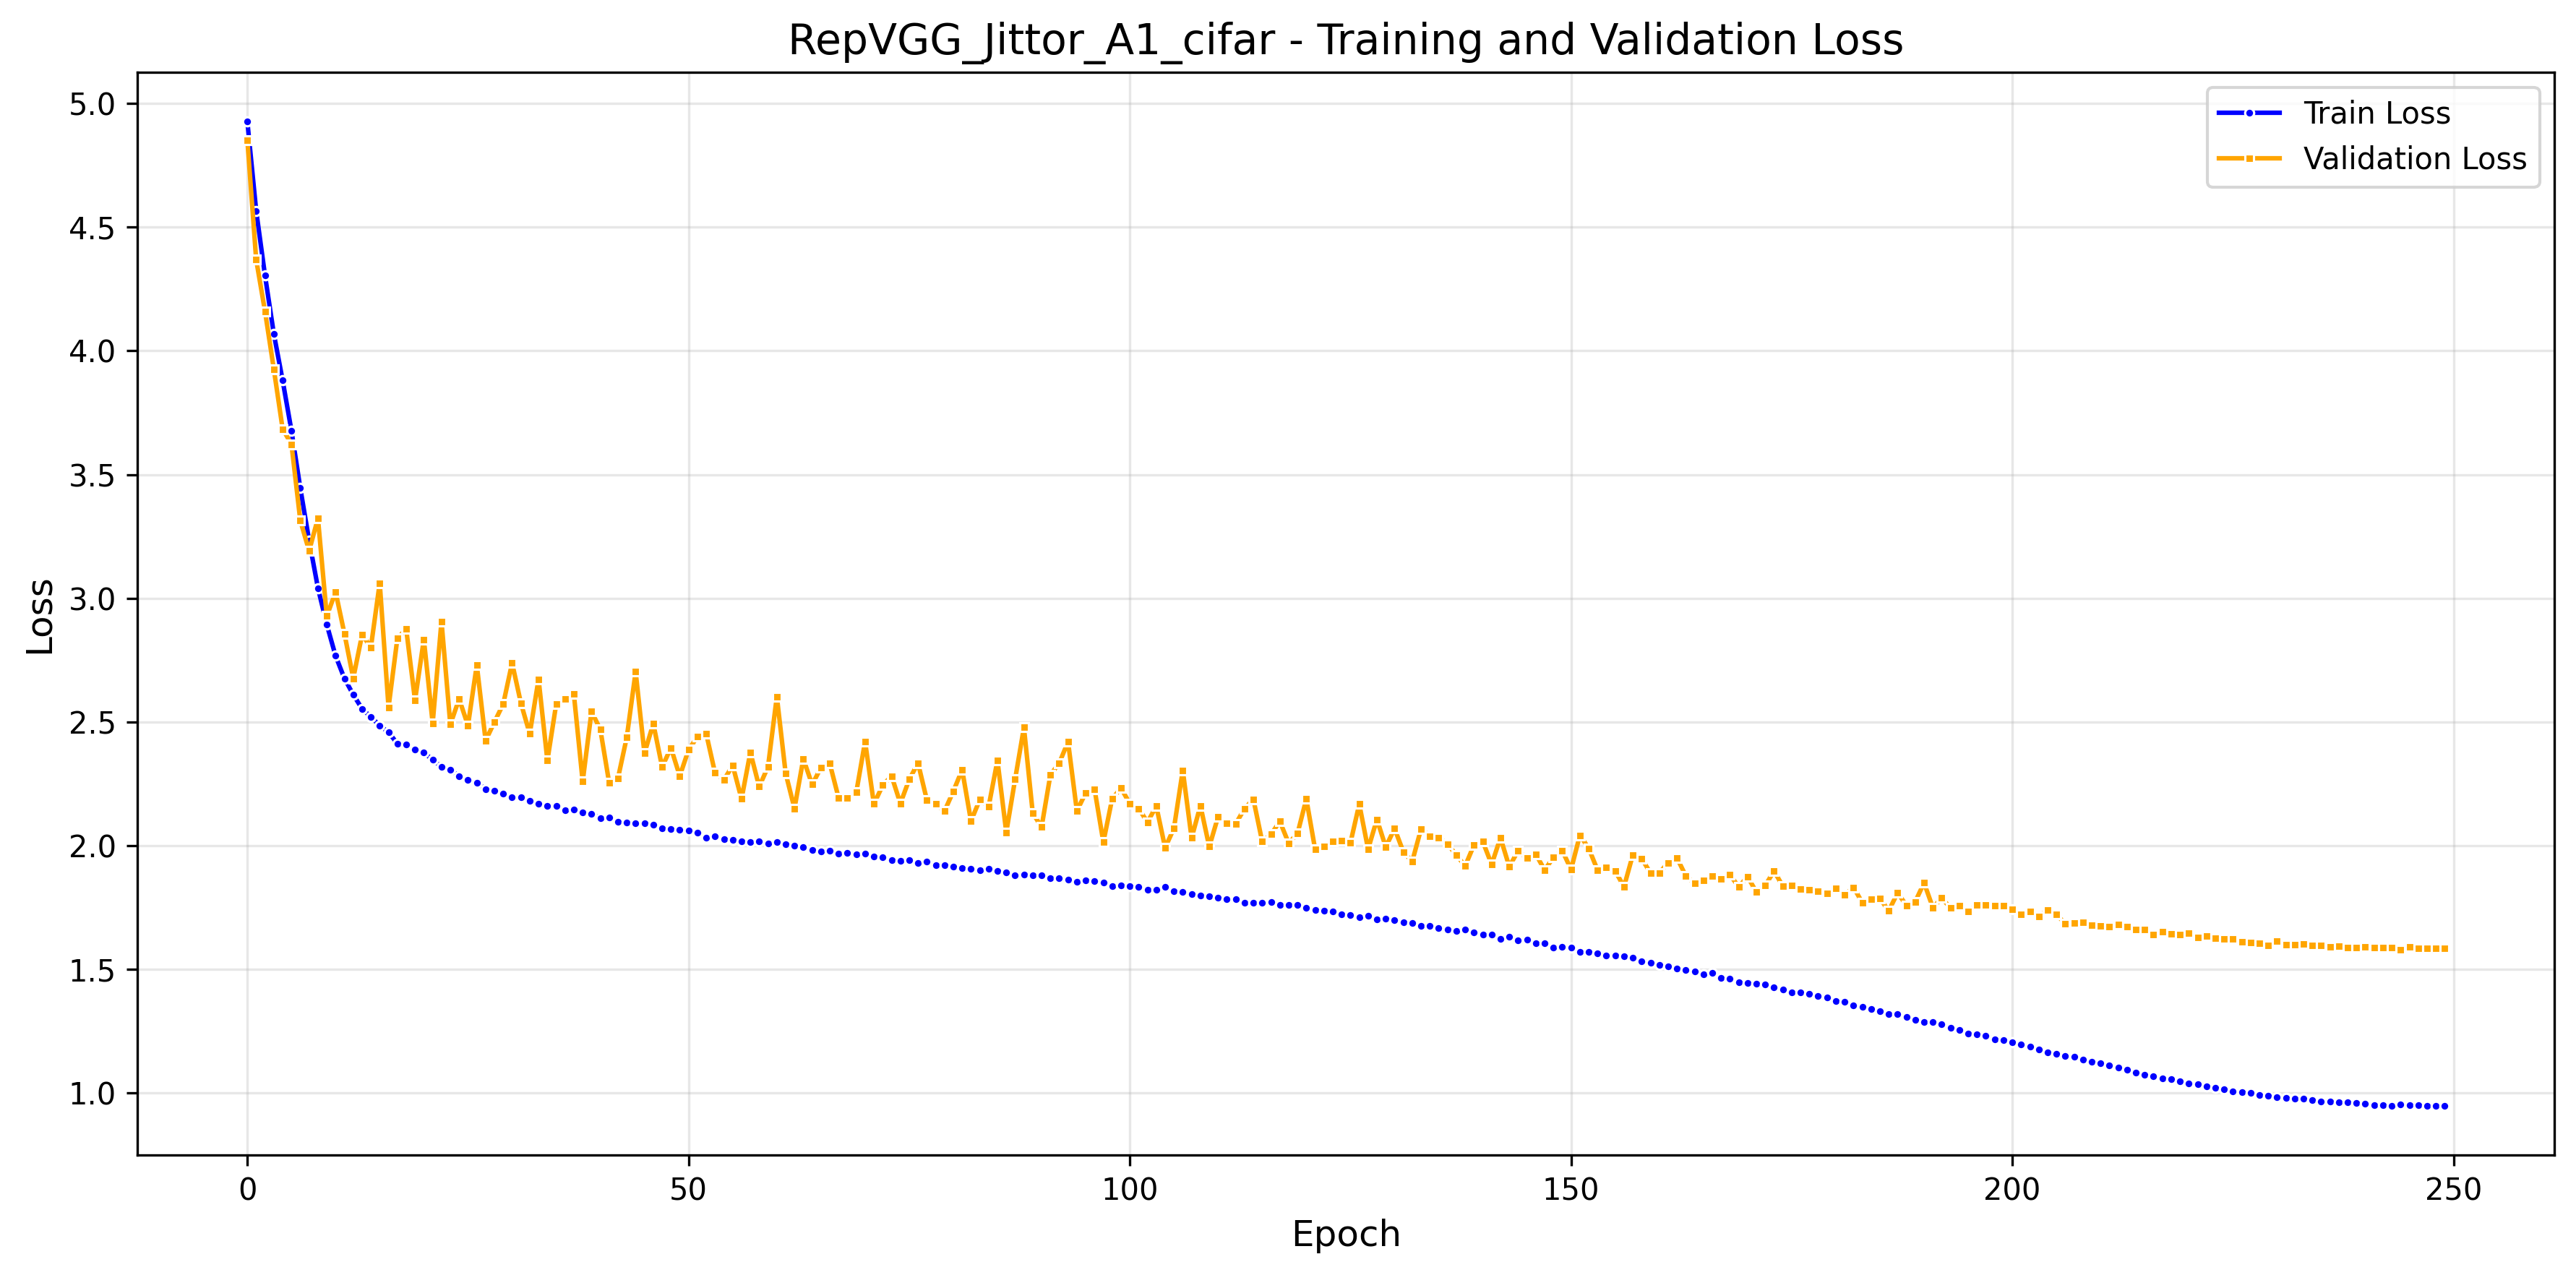 RepVGG_Jittor_A1_cifar - Training and Validation Loss
Train Loss
Validation Loss
Loss
5.0
4.5
4.0
3.5
3.0
2.5
2.0
1.5
1.0
0 50 100 150 200 250
Epoch